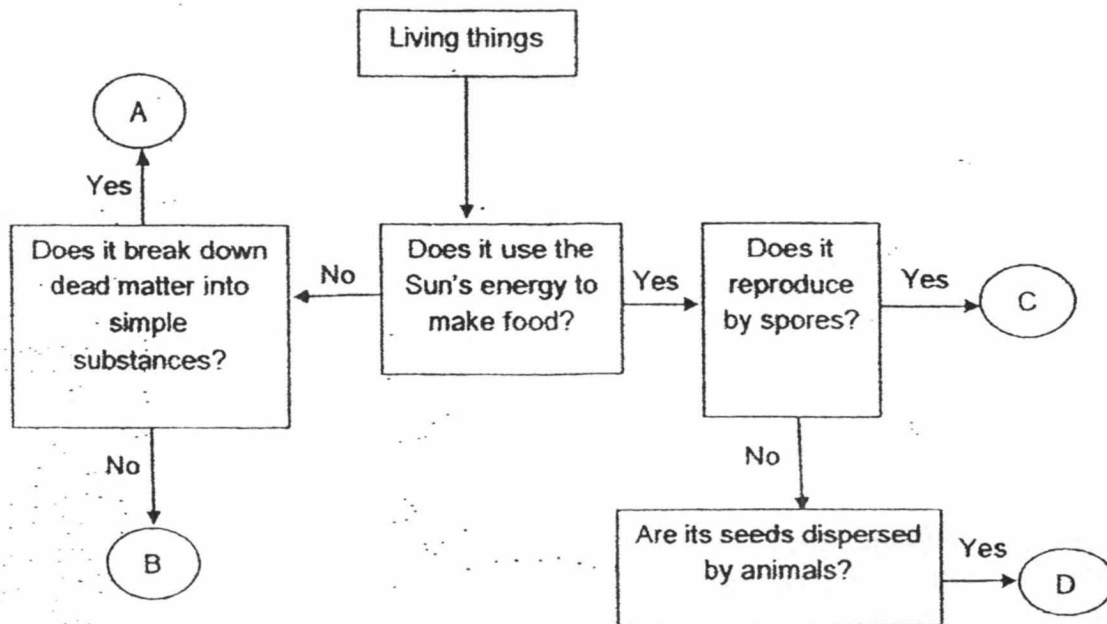 Living things
A
Yes
Does it break down
dead matter into
simple
substances?
No
Does it use the
Sun's energy to
make food?
Yes
Does it
reproduce
by spores?
Yes
C
No
B
No
Are its seeds dispersed
by animals?
Yes
D